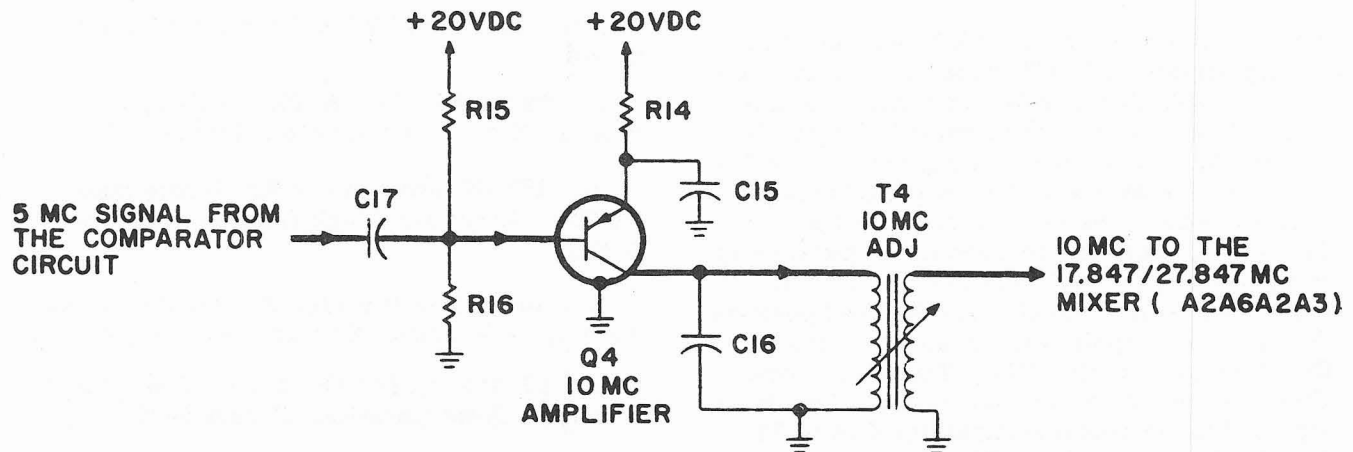 +20VDC
+20VDC
R15
R14
C15
C17
5 MC SIGNAL FROM
THE COMPARATOR
CIRCUIT
T4
10 MC
ADJ
10 MC TO THE
17.847/27.847 MC
MIXER ( A2A6A2A3)
R16
C16
Q4
10 MC
AMPLIFIER